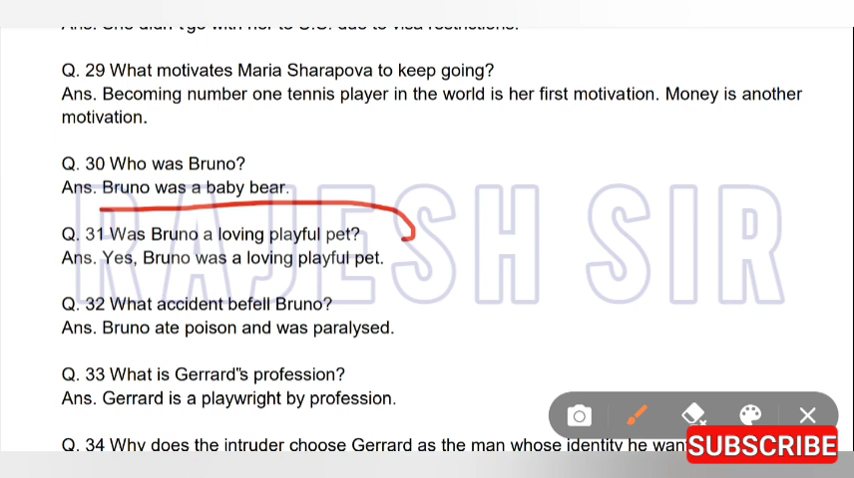 Q. 29 What motivates Maria Sharapova to keep going?
Ans. Becoming number one tennis player in the world is her first motivation. Money is another
motivation.
Q. 30 Who was Bruno?
Ans. Bruno was a baby bear.
Q. 31 Was Bruno a loving playful pet?
Ans. Yes, Bruno was a loving playful pet.
RAJESH SIR
Q. 32 What accident befell Bruno?
Ans. Bruno ate poison and was paralysed.
Q. 33 What is Gerrard"s profession?
Ans. Gerrard is a playwright by profession.
Q. 34 Why does the intruder choose Gerrard as the man whose identity he
SUBSCRIBE